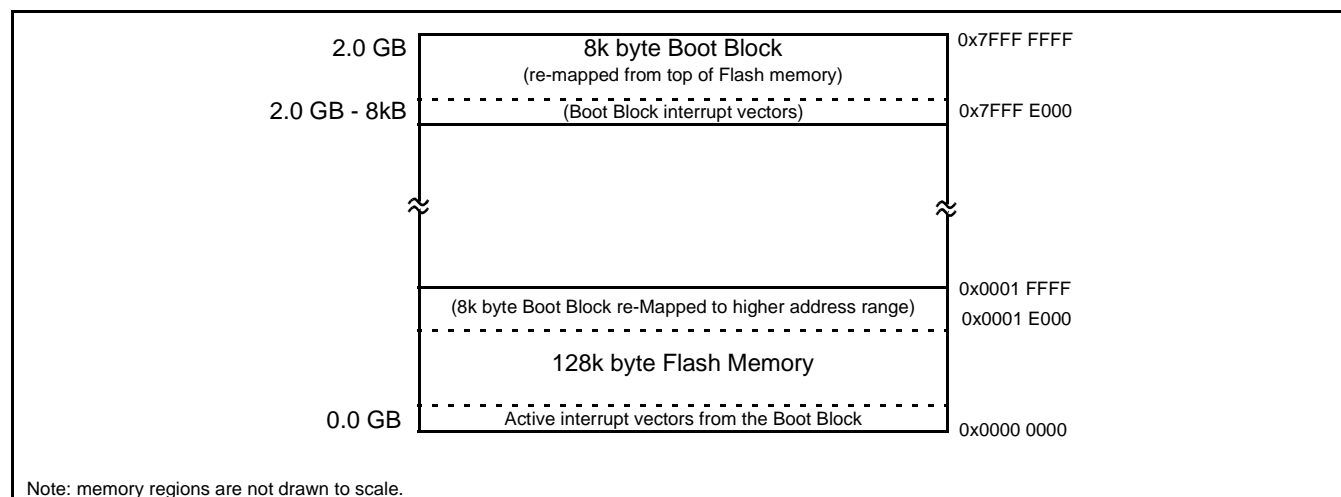 2.0 GB 8k byte Boot Block 0x7FFF FFFF
(re-mapped from top of Flash memory)
2.0 GB - 8kB (Boot Block interrupt vectors) 0x7FFF E000
0x0001 FFFF
(8k byte Boot Block re-Mapped to higher address range)
0x0001 E000
128k byte Flash Memory
0.0 GB Active interrupt vectors from the Boot Block 0x0000 0000
Note: memory regions are not drawn to scale.